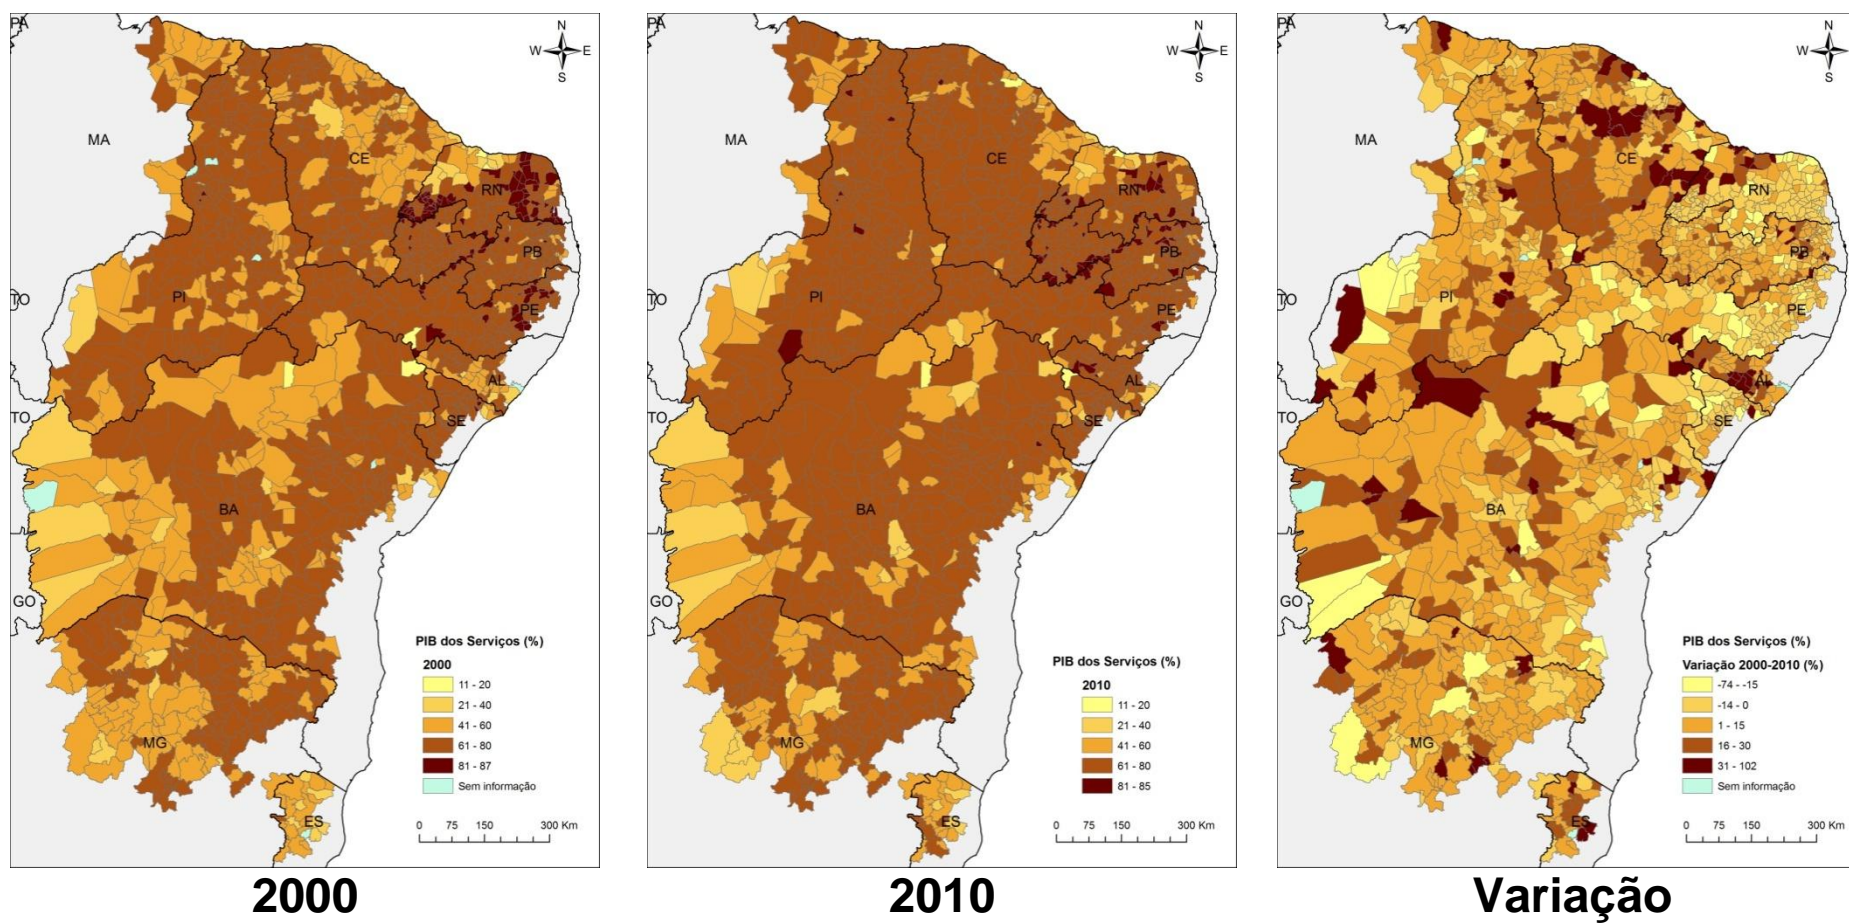 PA
N
W E
S
MA
CE
RN
PB
PE
TO
PI
AL
SE
TO
BA
GO
MG
ES
PIB dos Serviços (%)
2000
11 - 20
21 - 40
41 - 60
61 - 80
81 - 87
Sem informação
0 75 150 300 Km
2000
PA
N
W E
S
MA
CE
RN
PB
PE
TO
PI
AL
SE
TO
BA
GO
MG
ES
PIB dos Serviços (%)
2010
11 - 20
21 - 40
41 - 60
61 - 80
81 - 85
0 75 150 300 Km
2010
PA
N
W E
S
MA
CE
RN
PB
PE
TO
PI
AL
SE
TO
BA
GO
MG
ES
PIB dos Serviços (%)
Variação 2000-2010 (%)
-74 - -15
-14 - 0
1 - 15
16 - 30
31 - 102
Sem informação
0 75 150 300 Km
Variação